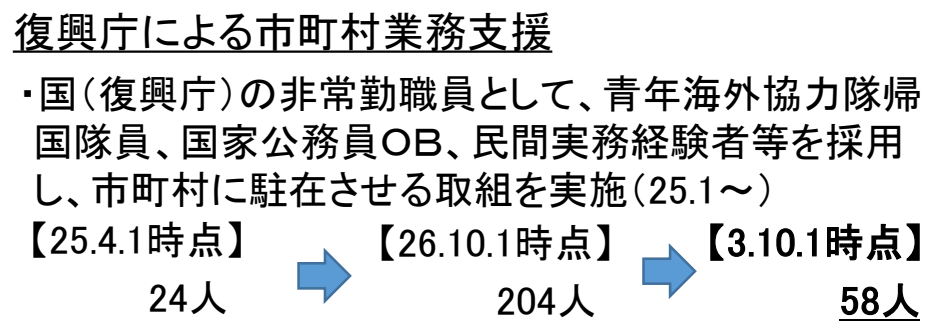 復興庁による市町村業務支援
・国（復興庁）の非常勤職員として、青年海外協力隊帰
国隊員、国家公務員ＯＢ、民間実務経験者等を採用
し、市町村に駐在させる取組を実施（25.1～）
【25.4.1時点】 【26.10.1時点】 【3.10.1時点】
24人 204人 58人